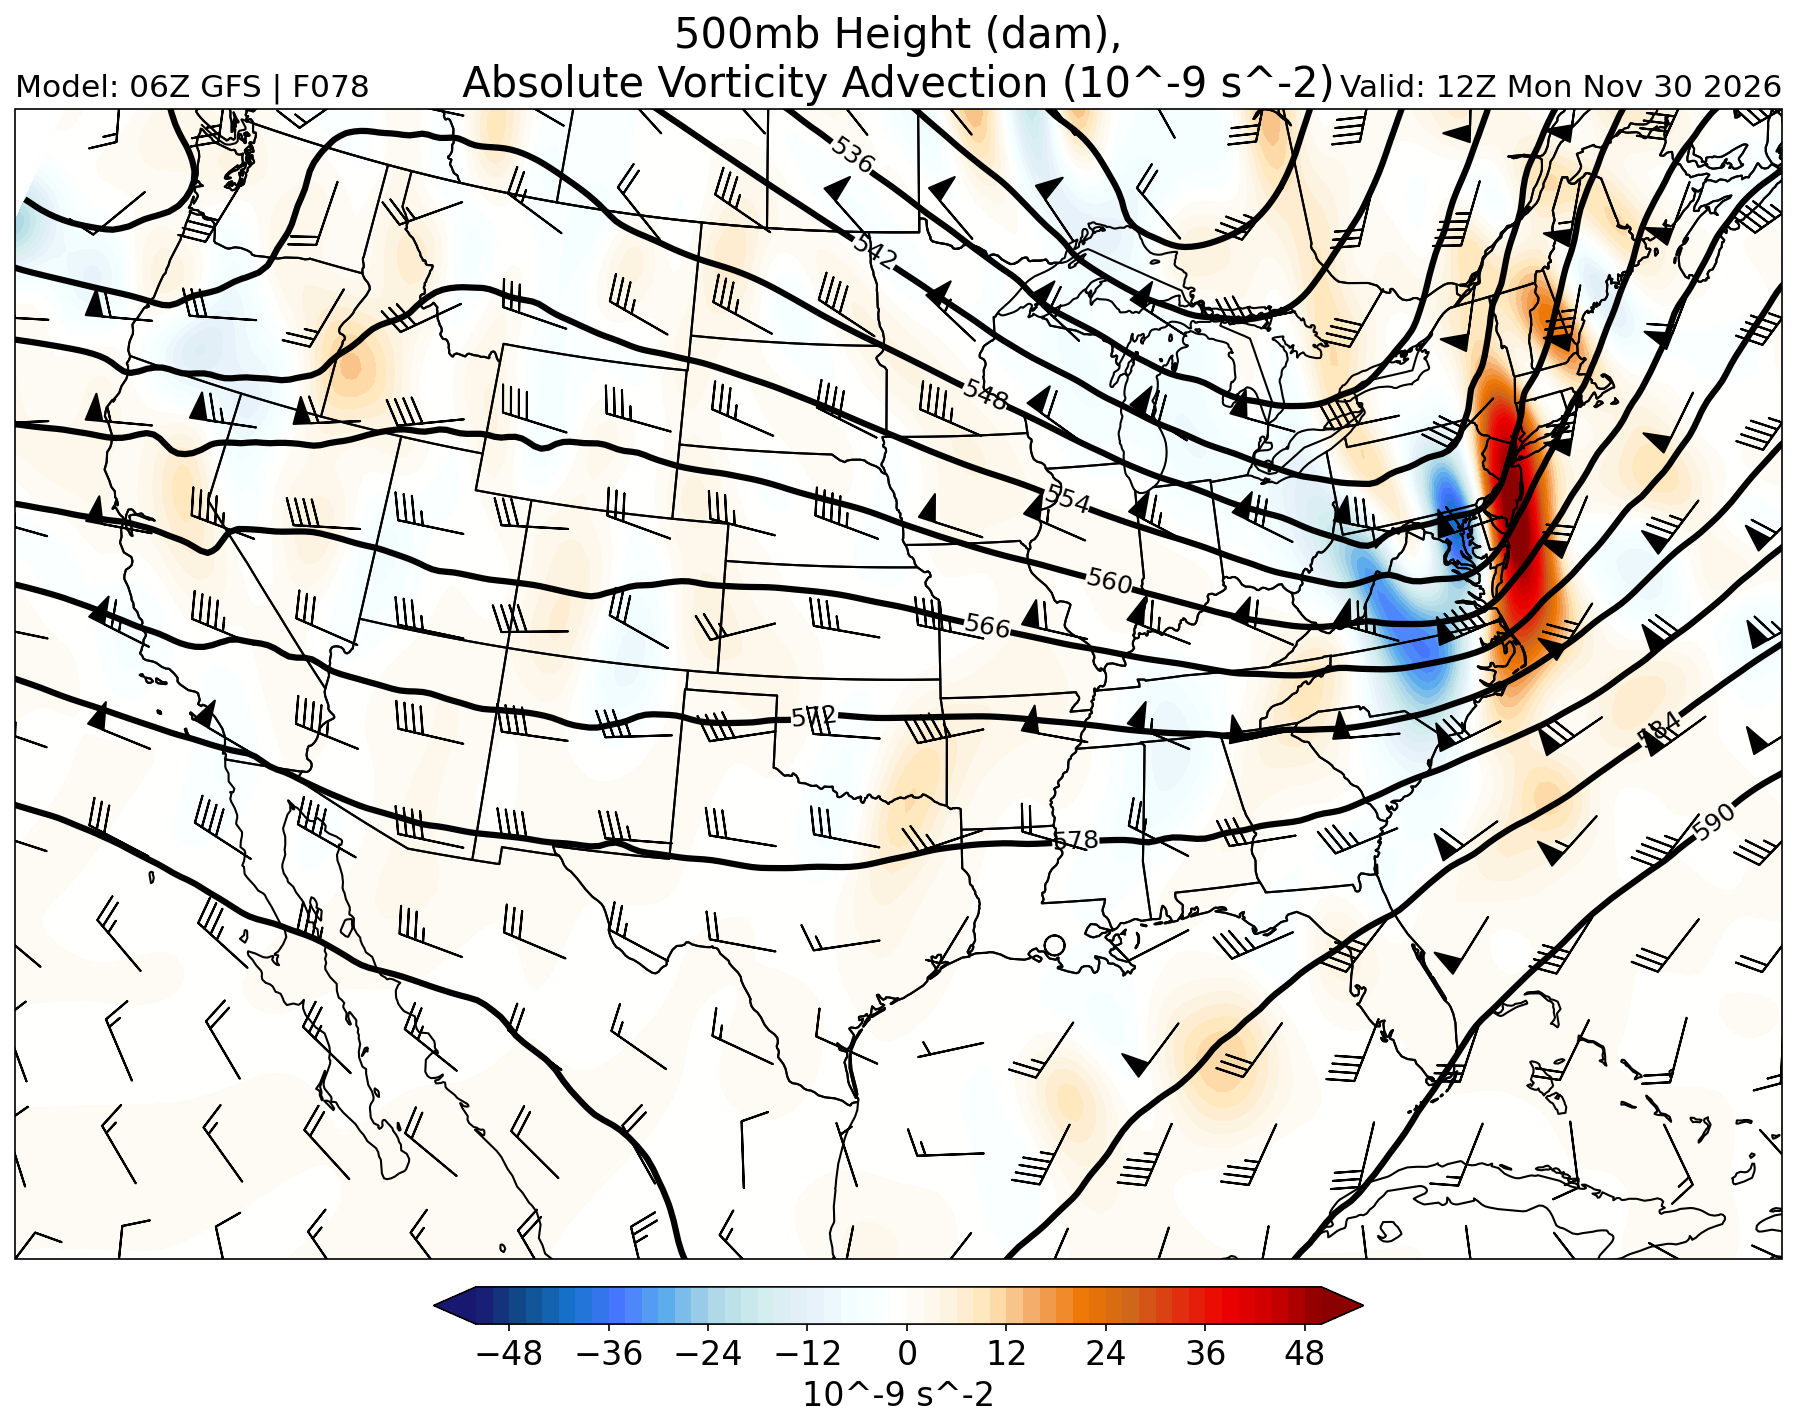 500mb Height (dam),
Model: 06Z GFS | F078
Absolute Vorticity Advection (10^-9 s^-2)
Valid: 12Z Mon Nov 30 2026
536
542
548
554
560
566
572
578
584
590
−48 −36 −24 −12 0 12 24 36 48
10^-9 s^-2